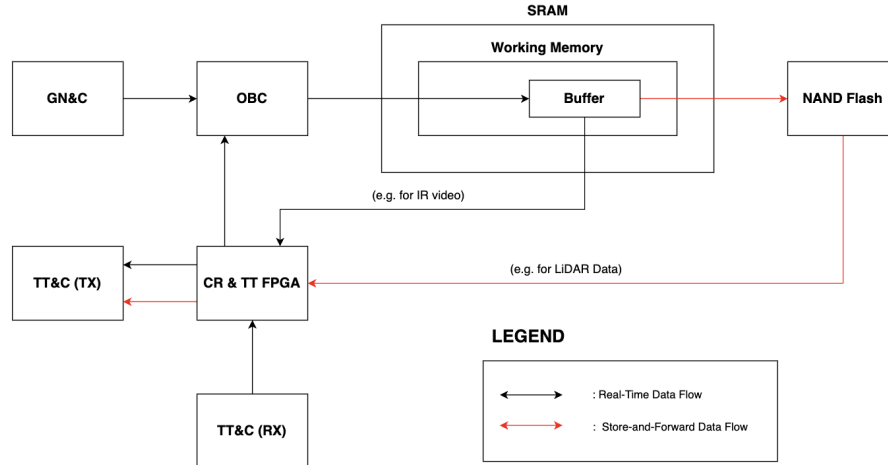 SRAM
Working Memory
GN&C
OBC
Buffer
NAND Flash
(e.g. for IR video)
TT&C (TX)
CR & TT FPGA
(e.g. for LiDAR Data)
LEGEND
: Real-Time Data Flow
: Store-and-Forward Data Flow
TT&C (RX)